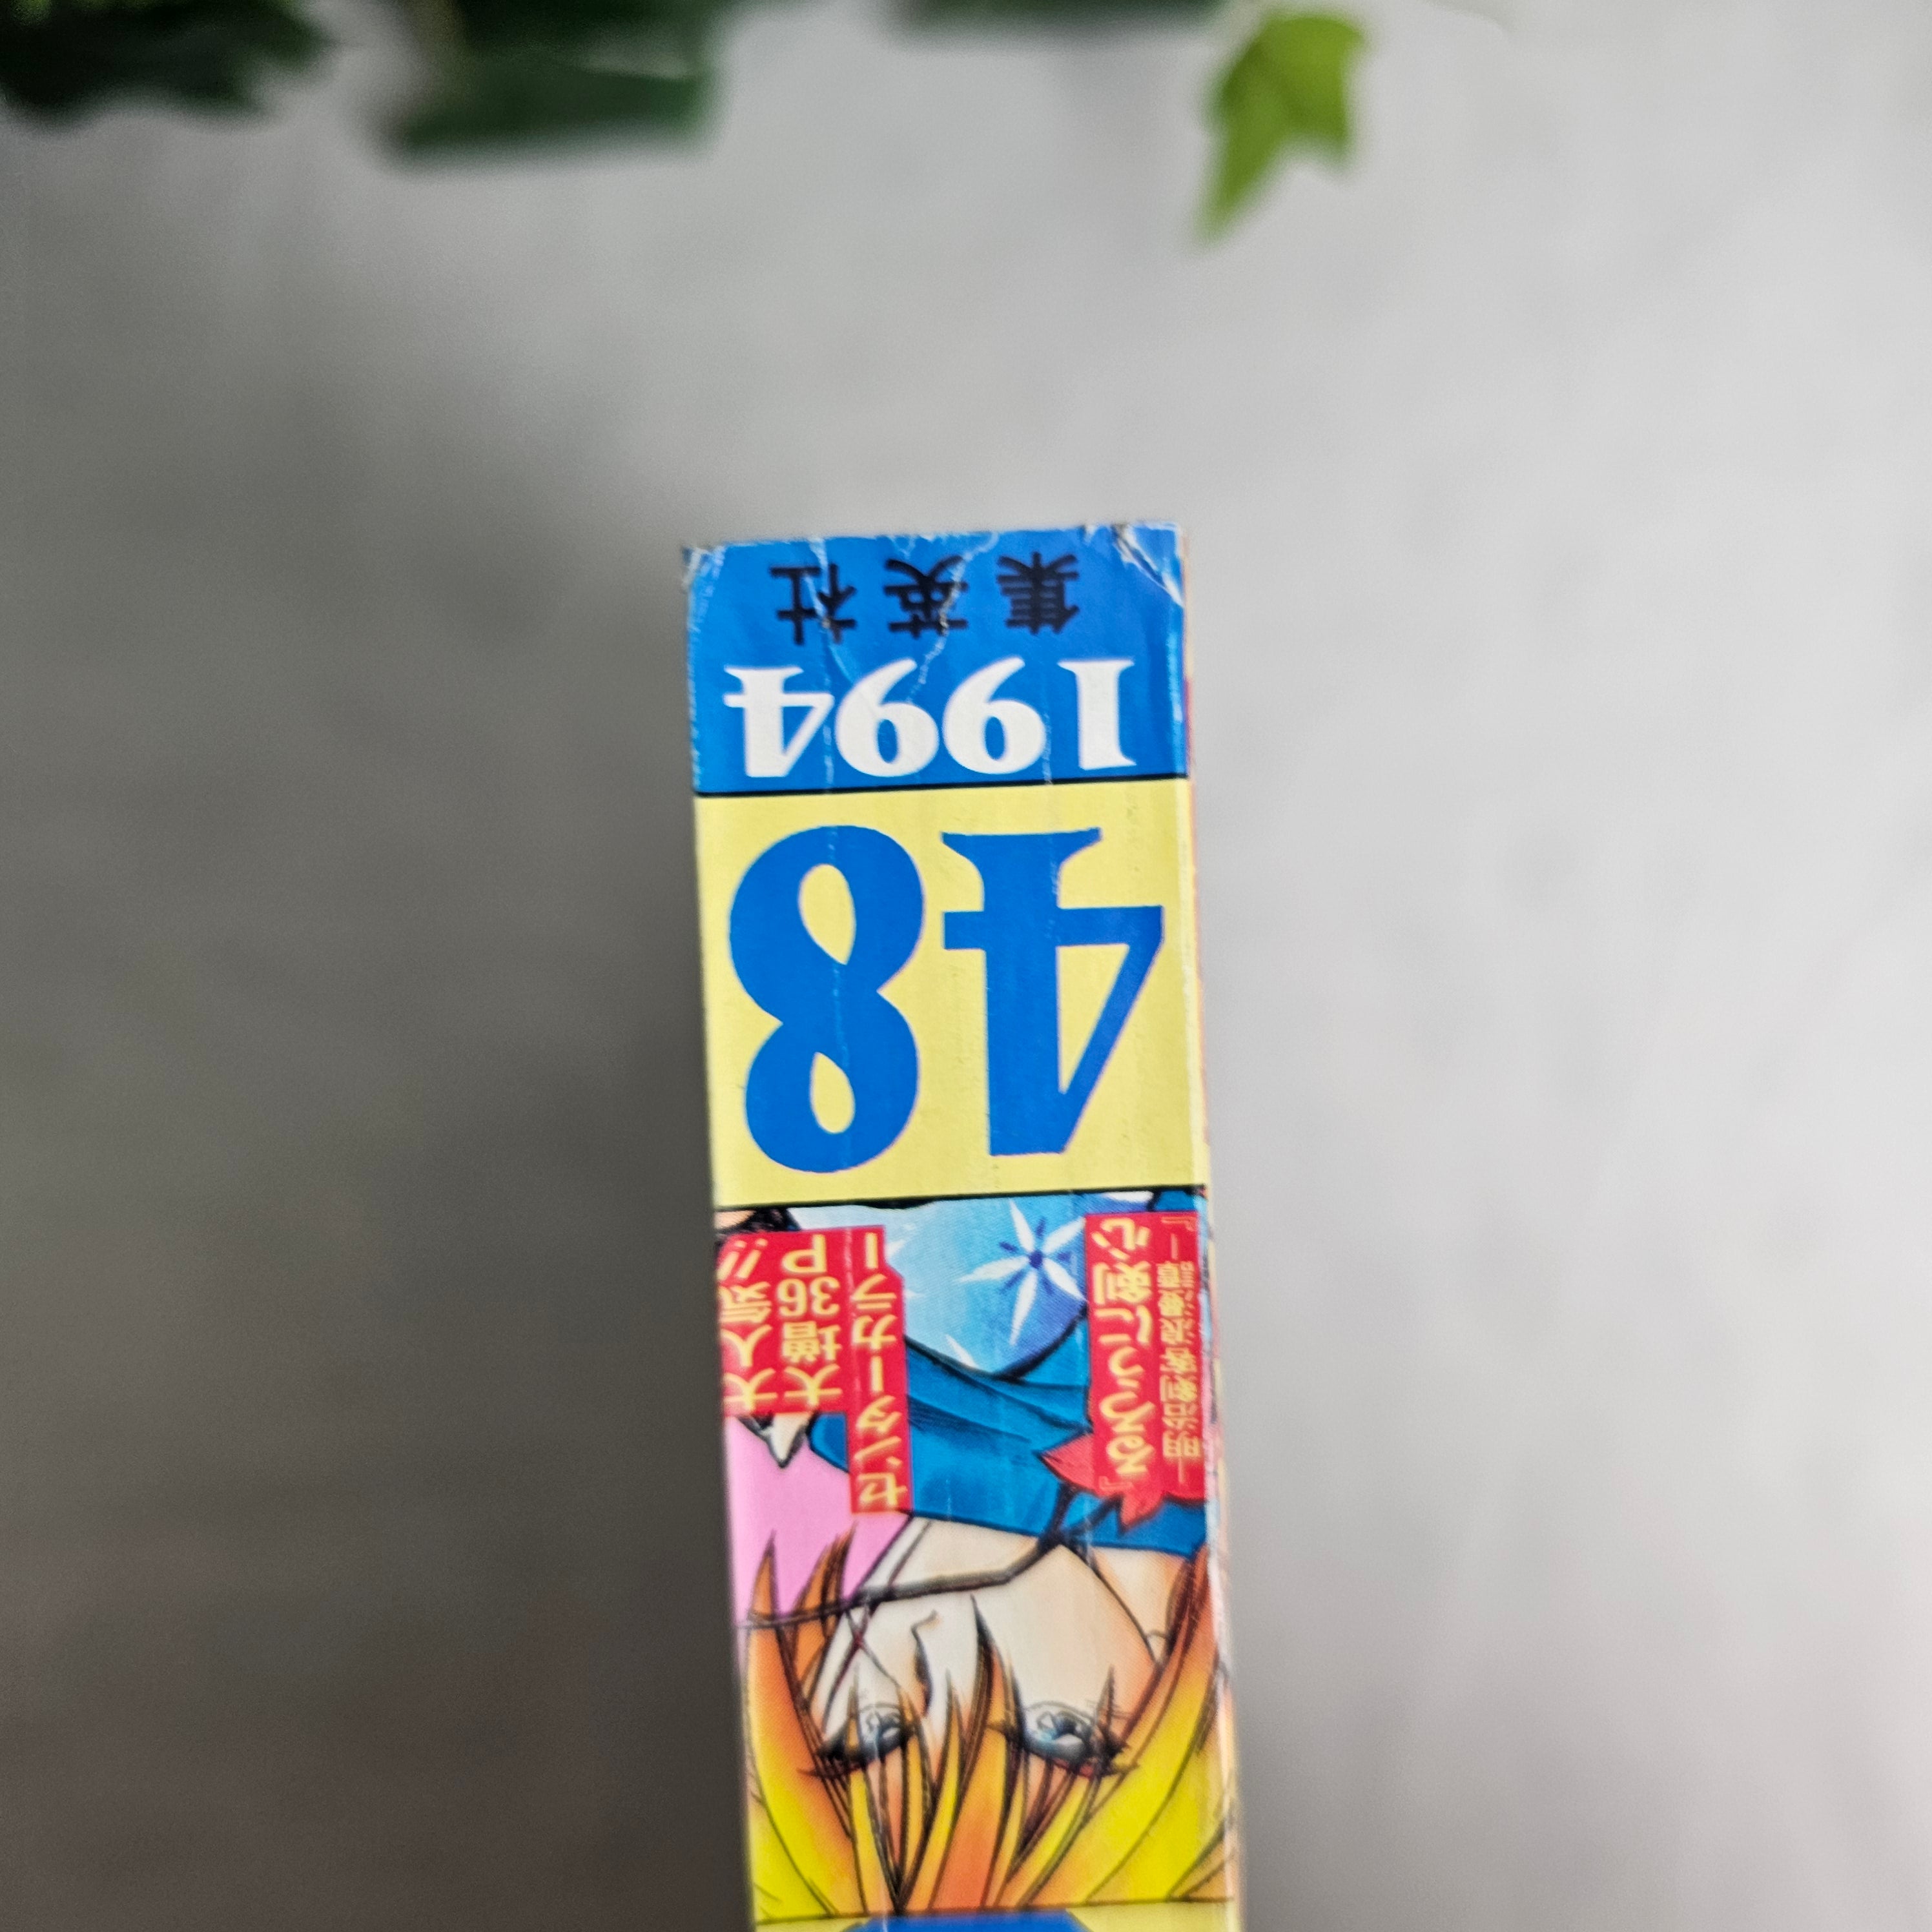 『るろうに剣心
―明治剣客浪漫譚―』
センターカラー
大増36P
大人気!!
48
1994
集英社